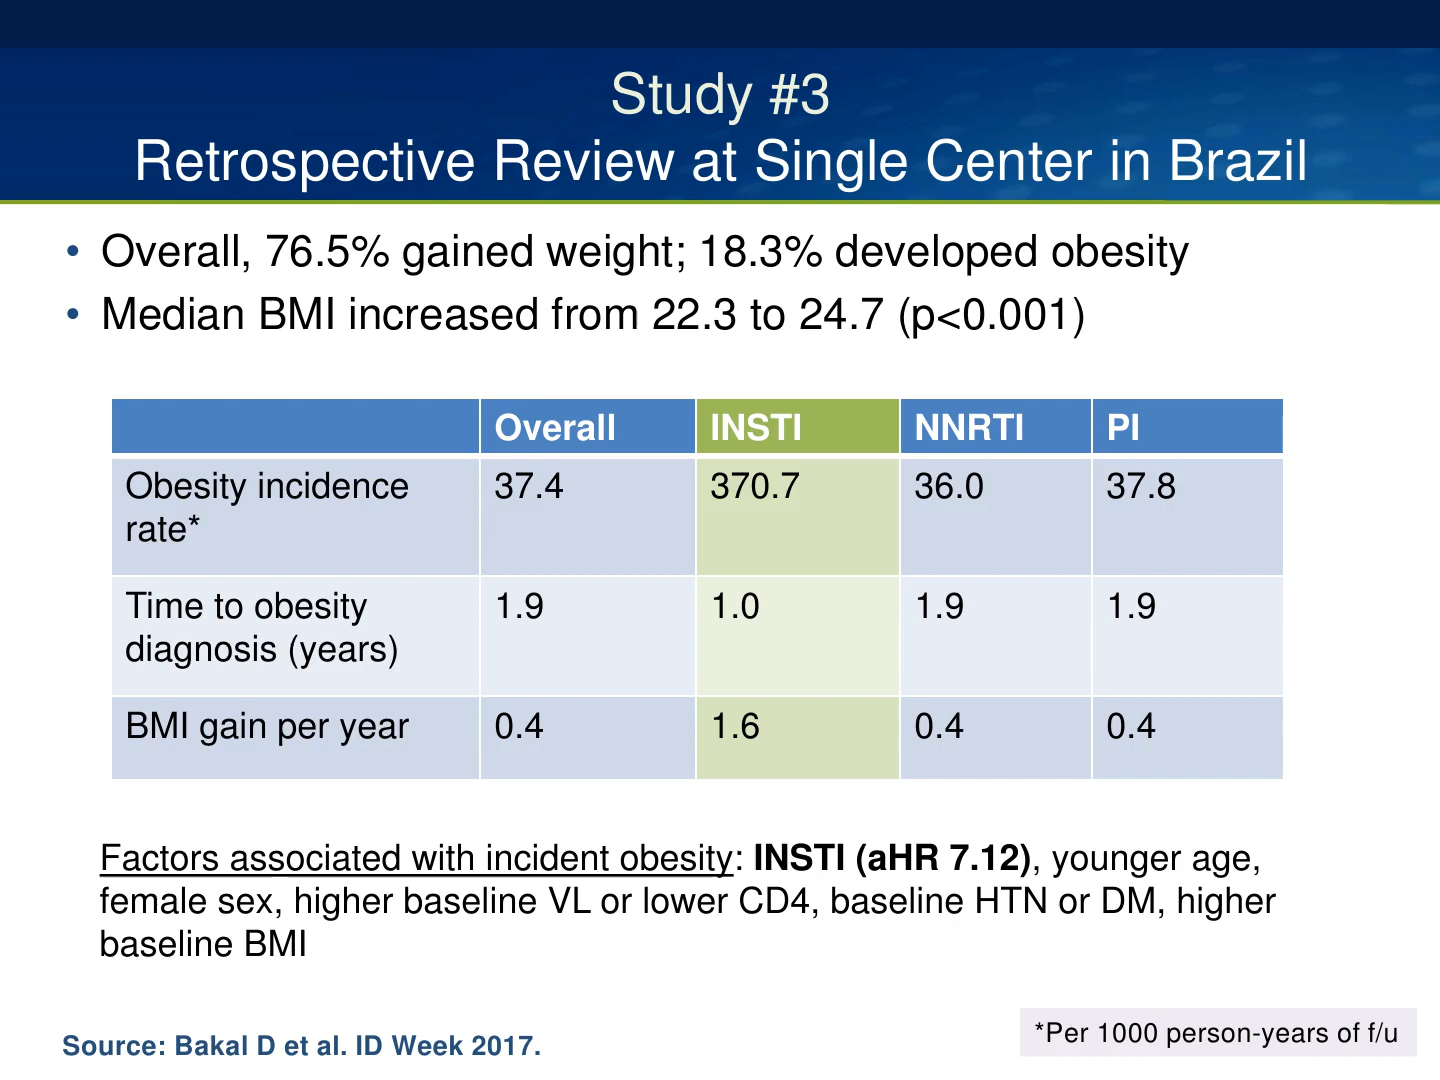 Study #3
Retrospective Review at Single Center in Brazil
• Overall, 76.5% gained weight; 18.3% developed obesity
• Median BMI increased from 22.3 to 24.7 (p<0.001)
Overall INSTI NNRTI PI
Obesity incidence rate* 37.4 370.7 36.0 37.8
Time to obesity diagnosis (years) 1.9 1.0 1.9 1.9
BMI gain per year 0.4 1.6 0.4 0.4
Factors associated with incident obesity: INSTI (aHR 7.12), younger age,
female sex, higher baseline VL or lower CD4, baseline HTN or DM, higher
baseline BMI
Source: Bakal D et al. ID Week 2017.
*Per 1000 person-years of f/u